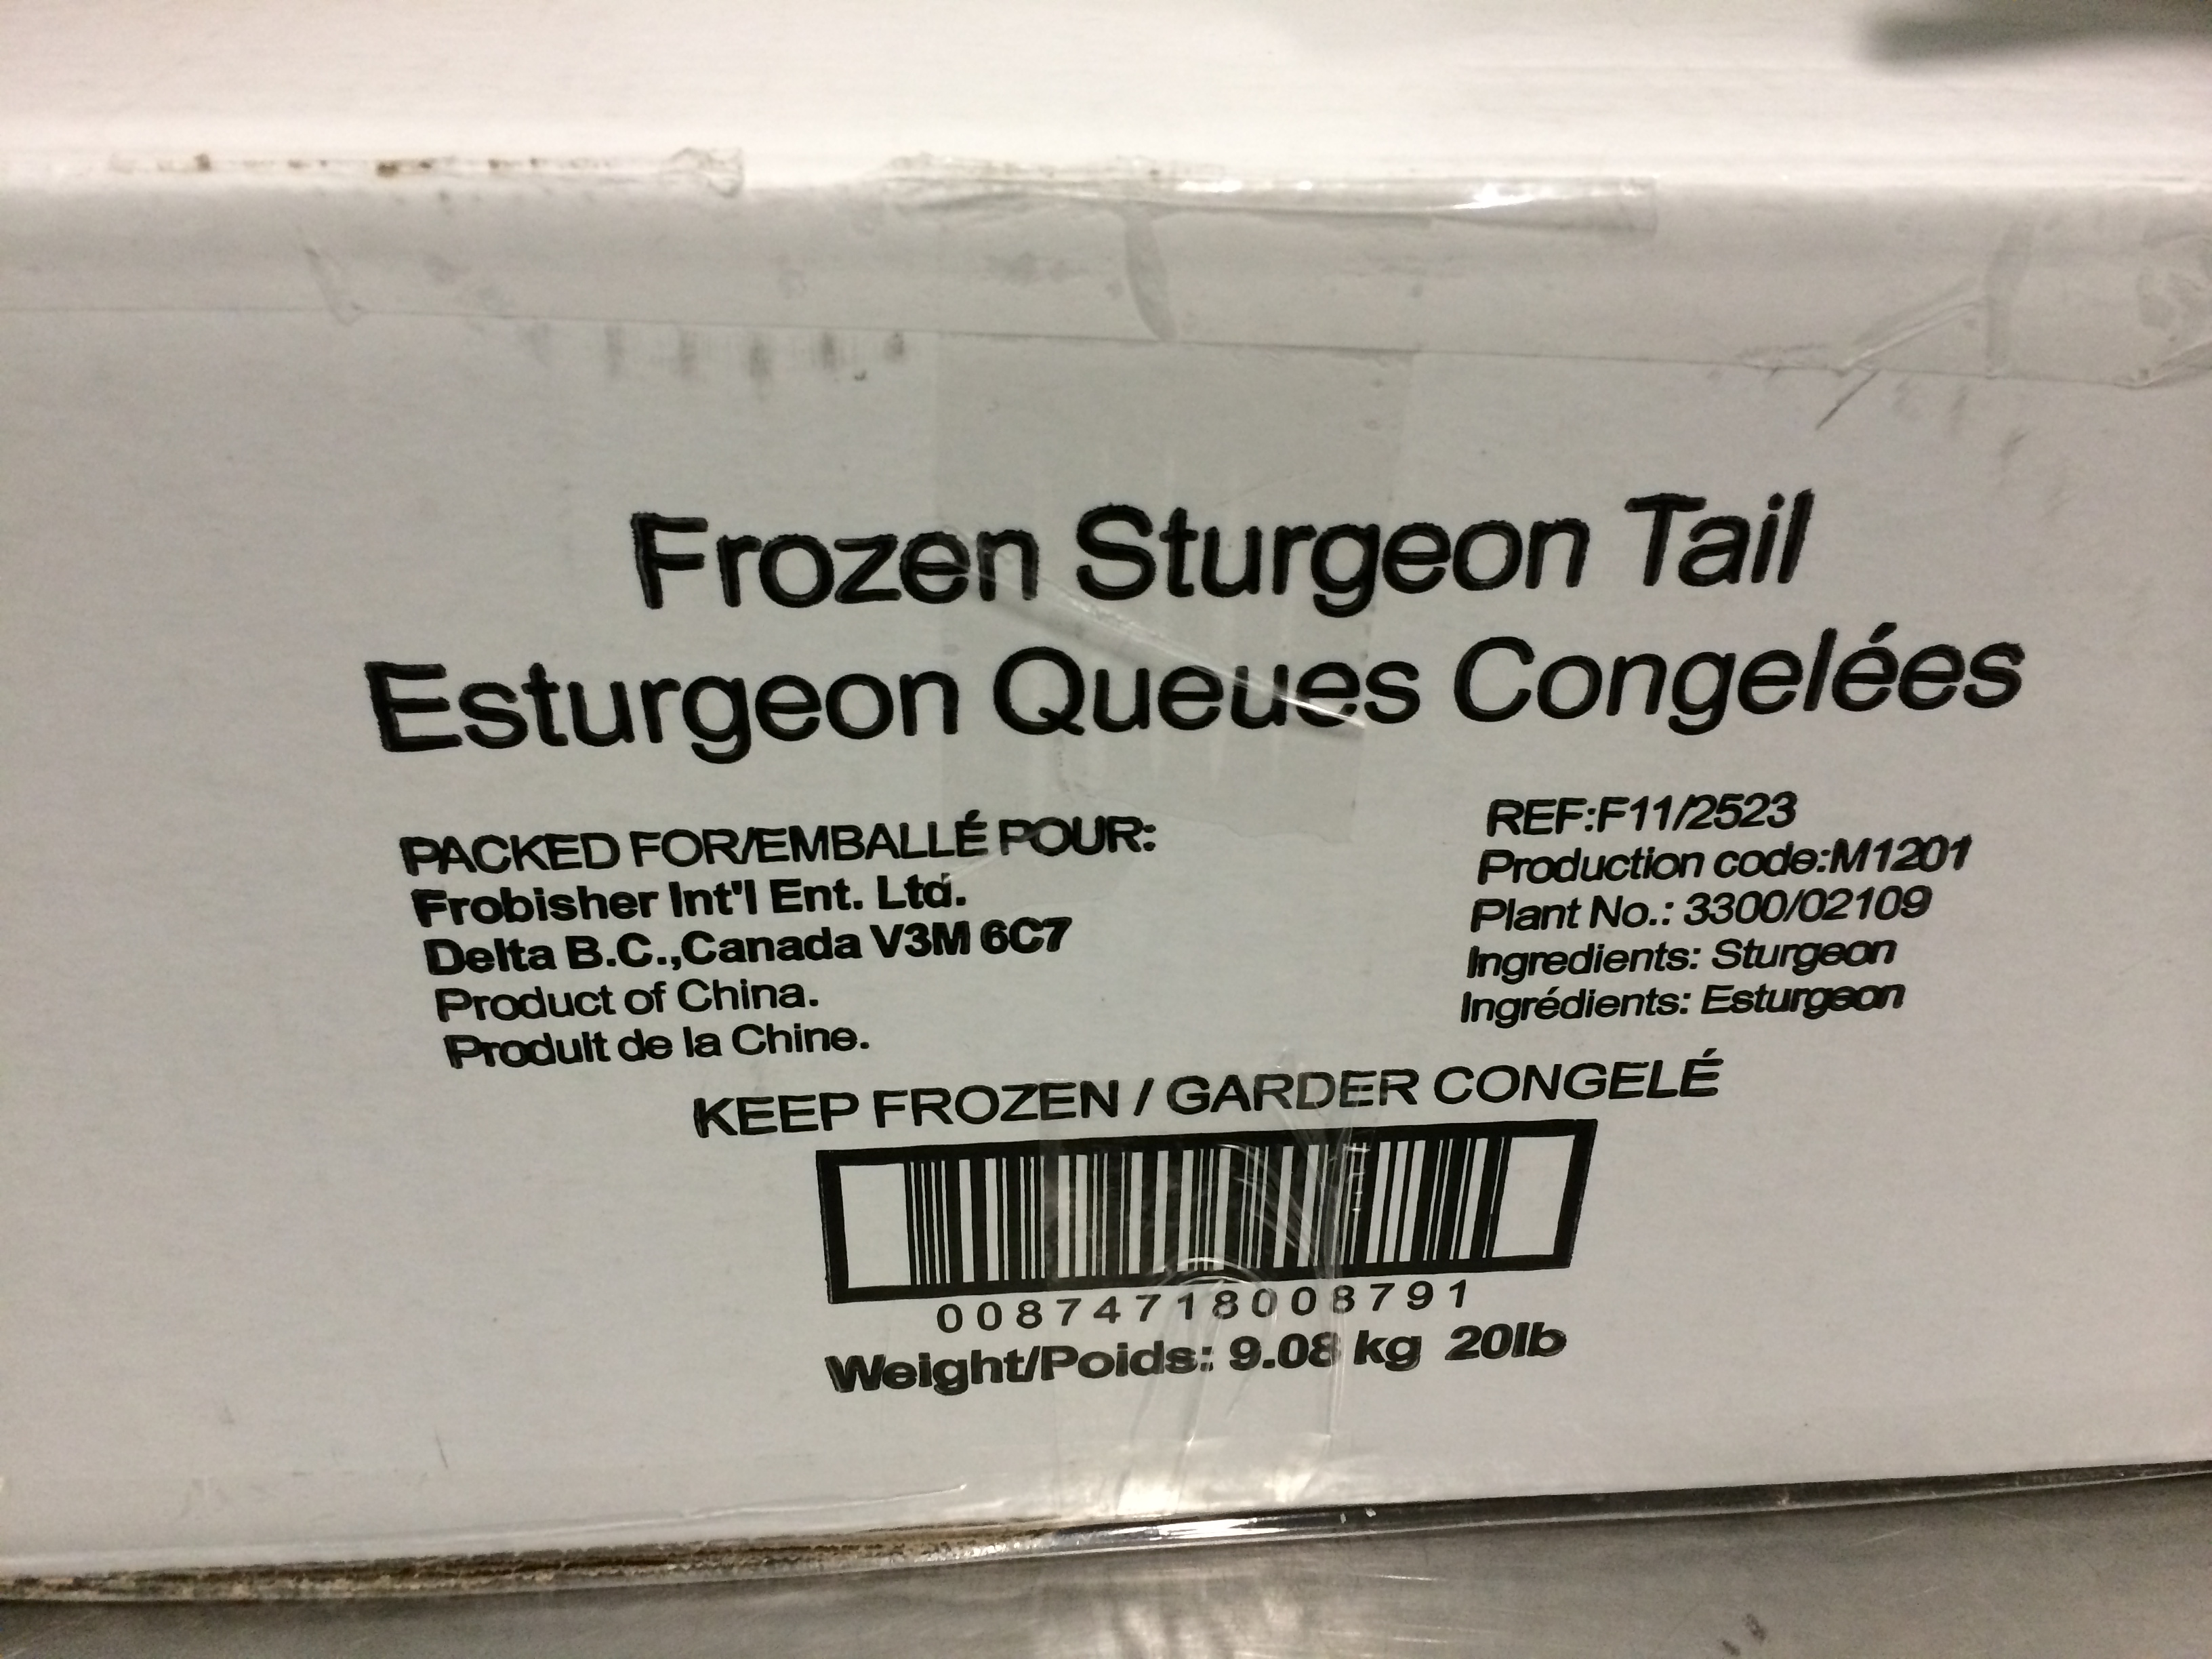 Frozen Sturgeon Tail
Esturgeon Queues Congelées
PACKED FOR/EMBALLÉ POUR:
Frobisher Int'l Ent. Ltd.
Delta B.C.,Canada V3M 6C7
Product of China.
Produit de la Chine.
REF:F11/2523
Production code:M1201
Plant No.: 3300/02109
Ingredients: Sturgeon
Ingrédients: Esturgeon
KEEP FROZEN / GARDER CONGELÉ
00874718008791
Weight/Poids: 9.08 kg 20lb